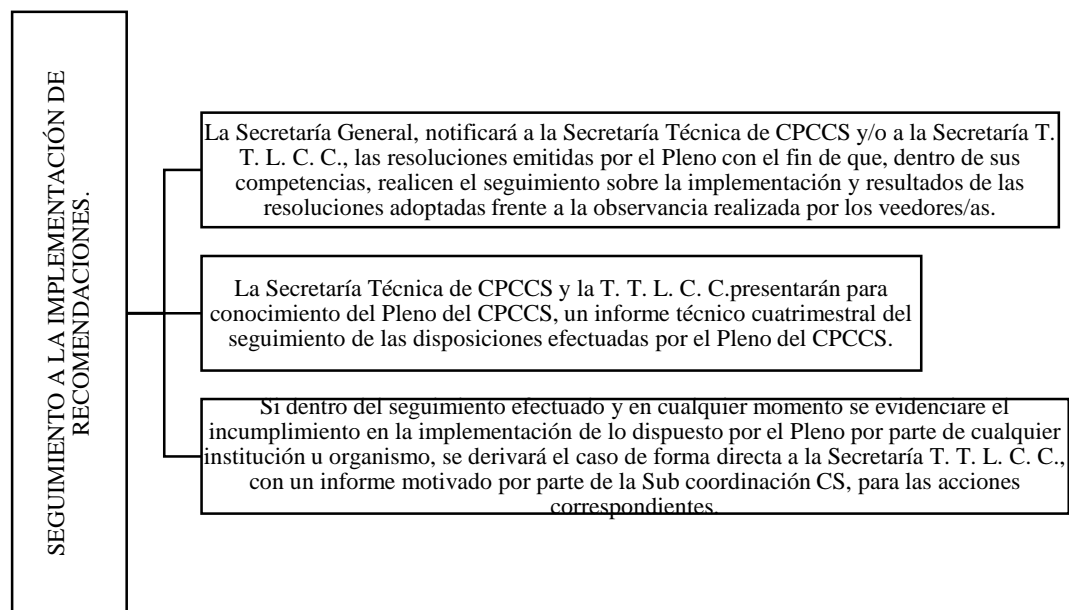 SEGUIMIENTO A LA IMPLEMENTACIÓN DE
RECOMENDACIONES.
La Secretaría General, notificará a la Secretaría Técnica de CPCCS y/o a la Secretaría T.
T. L. C. C., las resoluciones emitidas por el Pleno con el fin de que, dentro de sus
competencias, realicen el seguimiento sobre la implementación y resultados de las
resoluciones adoptadas frente a la observancia realizada por los veedores/as.
La Secretaría Técnica de CPCCS y la T. T. L. C. C.presentarán para
conocimiento del Pleno del CPCCS, un informe técnico cuatrimestral del
seguimiento de las disposiciones efectuadas por el Pleno del CPCCS.
Si dentro del seguimiento efectuado y en cualquier momento se evidenciare el
incumplimiento en la implementación de lo dispuesto por el Pleno por parte de cualquier
institución u organismo, se derivará el caso de forma directa a la Secretaría T. T. L. C. C.,
con un informe motivado por parte de la Sub coordinación CS, para las acciones
correspondientes.